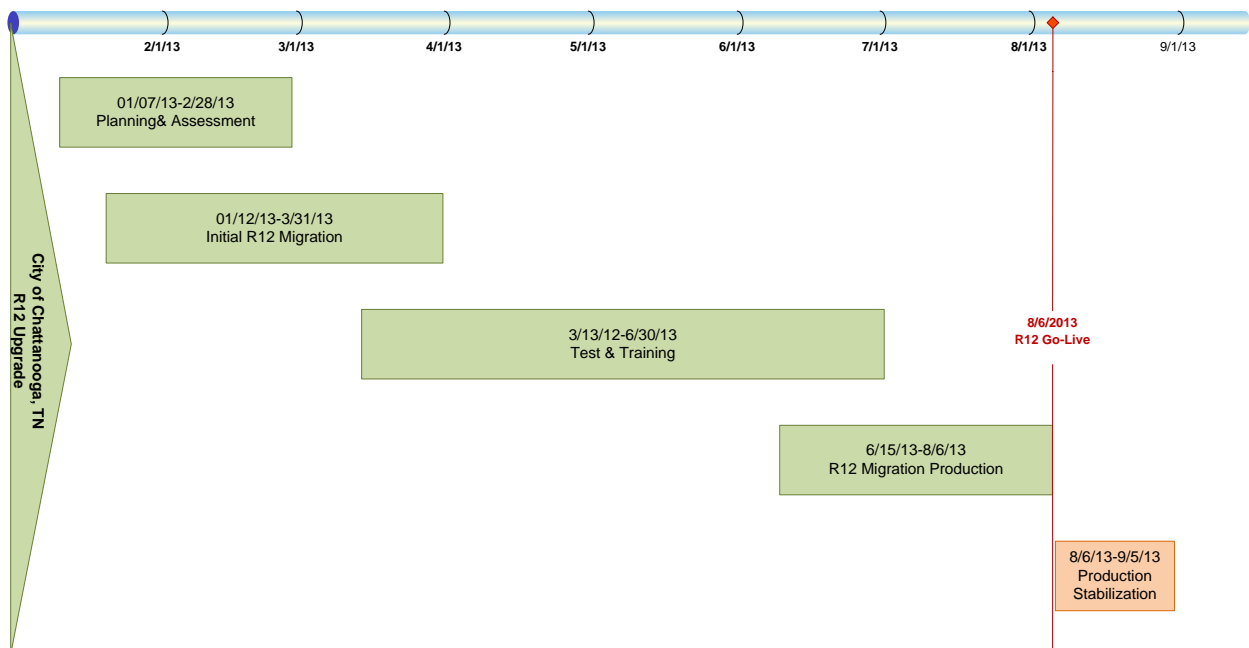 2/1/13
3/1/13
4/1/13
5/1/13
6/1/13
7/1/13
8/1/13
9/1/13
01/07/13-2/28/13
Planning& Assessment
01/12/13-3/31/13
Initial R12 Migration
City of Chattanooga, TN
R12 Upgrade
3/13/12-6/30/13
Test & Training
8/6/2013
R12 Go-Live
6/15/13-8/6/13
R12 Migration Production
8/6/13-9/5/13
Production
Stabilization